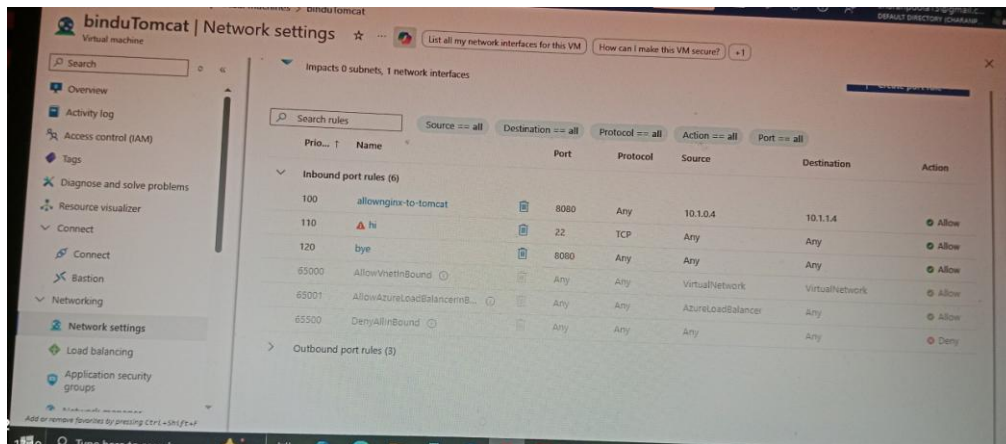 binduTomcat
binduTomcat | Network settings
Virtual machine
List all my network interfaces for this VM
How can I make this VM secure?
+1
DEFAULT DIRECTORY (CHARANP...
Search
Overview
Activity log
Access control (IAM)
Tags
Diagnose and solve problems
Resource visualizer
Connect
Connect
Bastion
Networking
Network settings
Load balancing
Application security
groups
Add or remove favorites by pressing Ctrl+Shift+F
Impacts 0 subnets, 1 network interfaces
Search rules
Source == all
Destination == all
Protocol == all
Action == all
Port == all
Prio... ↑ Name Port Protocol Source Destination Action
Inbound port rules (6)
100 allownginx-to-tomcat 8080 Any 10.1.0.4 10.1.1.4 Allow
110 hi 22 TCP Any Any Allow
120 bye 8080 Any Any Any Allow
65000 AllowVnetInBound Any Any VirtualNetwork VirtualNetwork Allow
65001 AllowAzureLoadBalancerInB... Any Any AzureLoadBalancer Any Allow
65500 DenyAllInBound Any Any Any Any Deny
Outbound port rules (3)